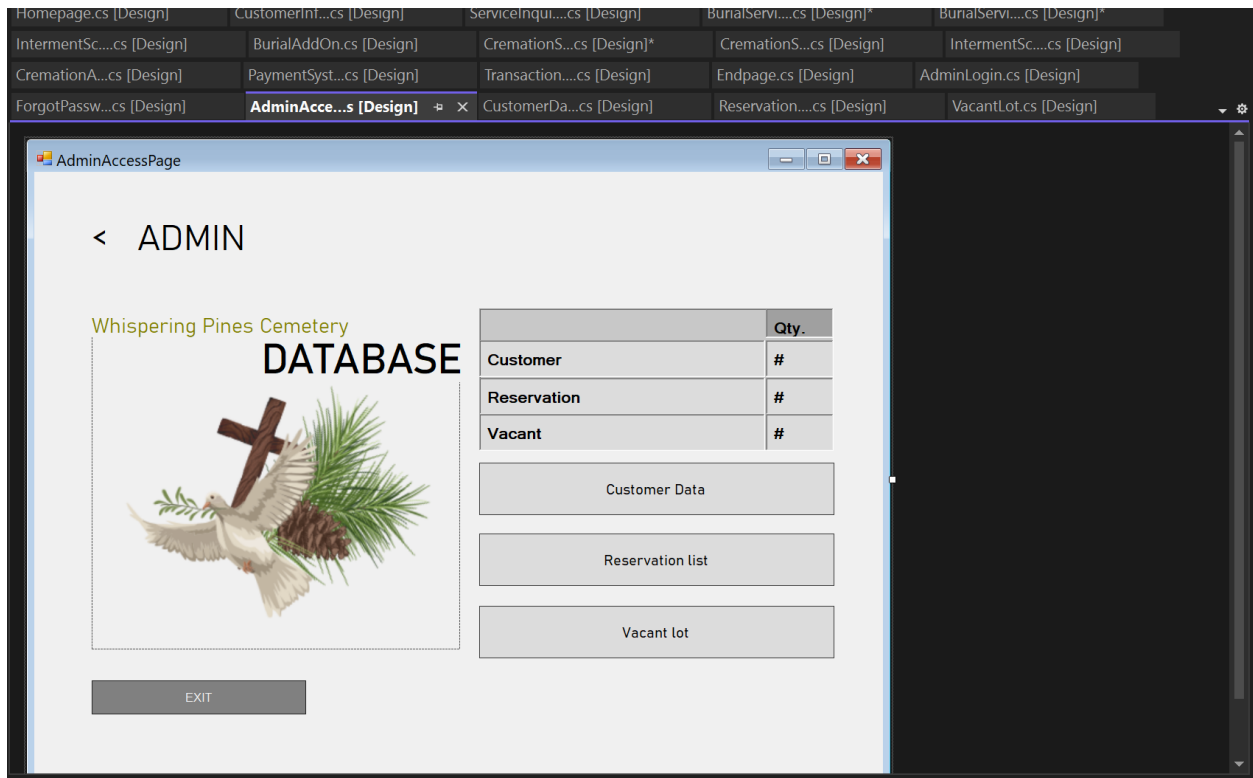 Homepage.cs [Design] CustomerInf...cs [Design] ServiceInqui....cs [Design] BurialServi....cs [Design]* BurialServi....cs [Design]*
IntermentSc....cs [Design] BurialAddOn.cs [Design] CremationS...cs [Design]* CremationS...cs [Design] IntermentSc....cs [Design]
CremationA...cs [Design] PaymentSyst...cs [Design] Transaction....cs [Design] Endpage.cs [Design] AdminLogin.cs [Design]
ForgotPassw...cs [Design] AdminAcce...s [Design] CustomerDa...cs [Design] Reservation....cs [Design] VacantLot.cs [Design]
AdminAccessPage
< ADMIN
Whispering Pines Cemetery
DATABASE
Qty.
Customer #
Reservation #
Vacant #
Customer Data
Reservation list
Vacant lot
EXIT